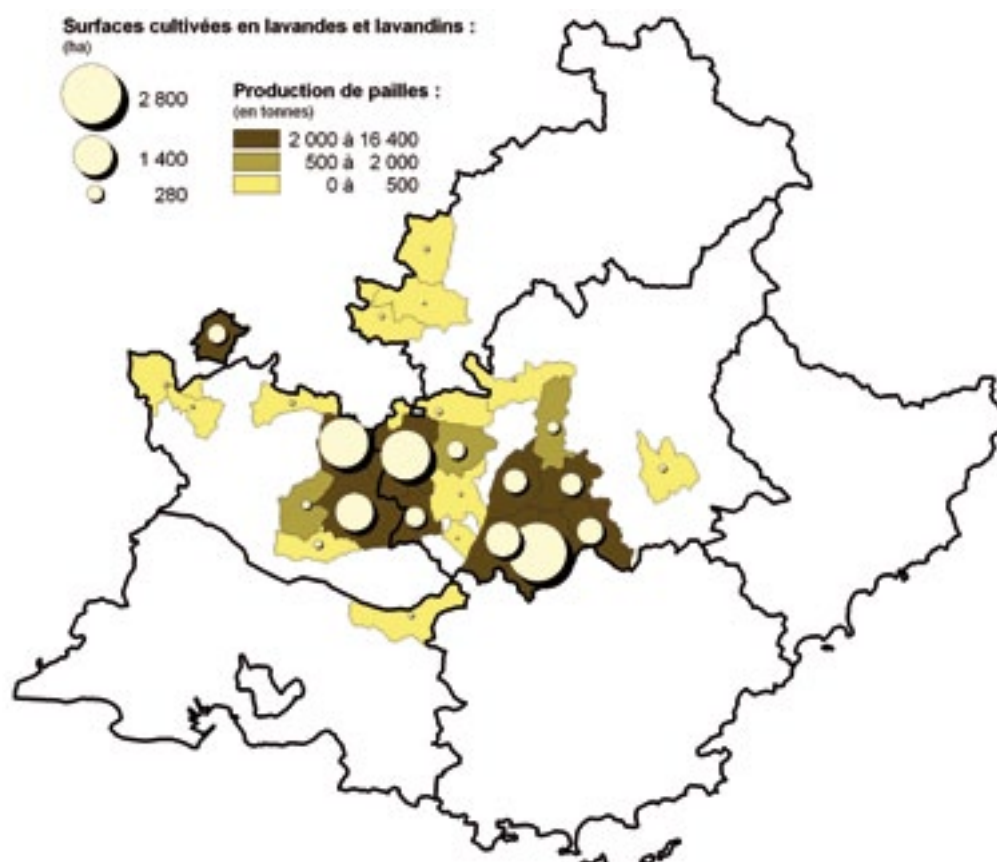 Surfaces cultivées en lavandes et lavandins :
(ha)
2 800
1 400
280
Production de pailles :
(en tonnes)
2 000 à 16 400
500 à 2 000
0 à 500